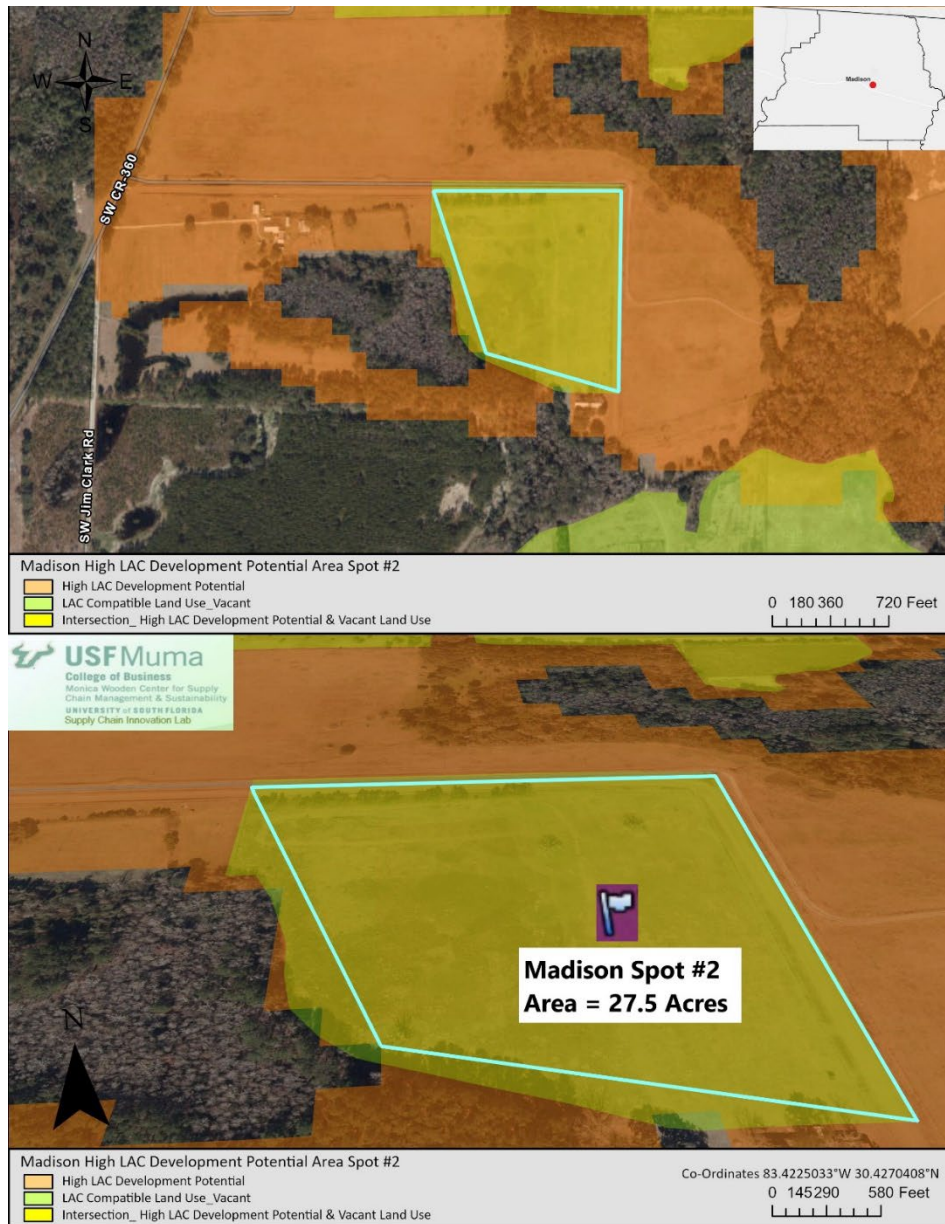 N
W E
S
Madison
SW CR-360
SW Jim Clark Rd
Madison High LAC Development Potential Area Spot #2
High LAC Development Potential
LAC Compatible Land Use_Vacant
Intersection_ High LAC Development Potential & Vacant Land Use
0 180 360 720 Feet
USF Muma
College of Business
Monica Wooden Center for Supply
Chain Management & Sustainability
UNIVERSITY of SOUTH FLORIDA
Supply Chain Innovation Lab
Madison Spot #2
Area = 27.5 Acres
N
Madison High LAC Development Potential Area Spot #2
High LAC Development Potential
LAC Compatible Land Use_Vacant
Intersection_ High LAC Development Potential & Vacant Land Use
Co-Ordinates 83.4225033°W 30.4270408°N
0 145290 580 Feet